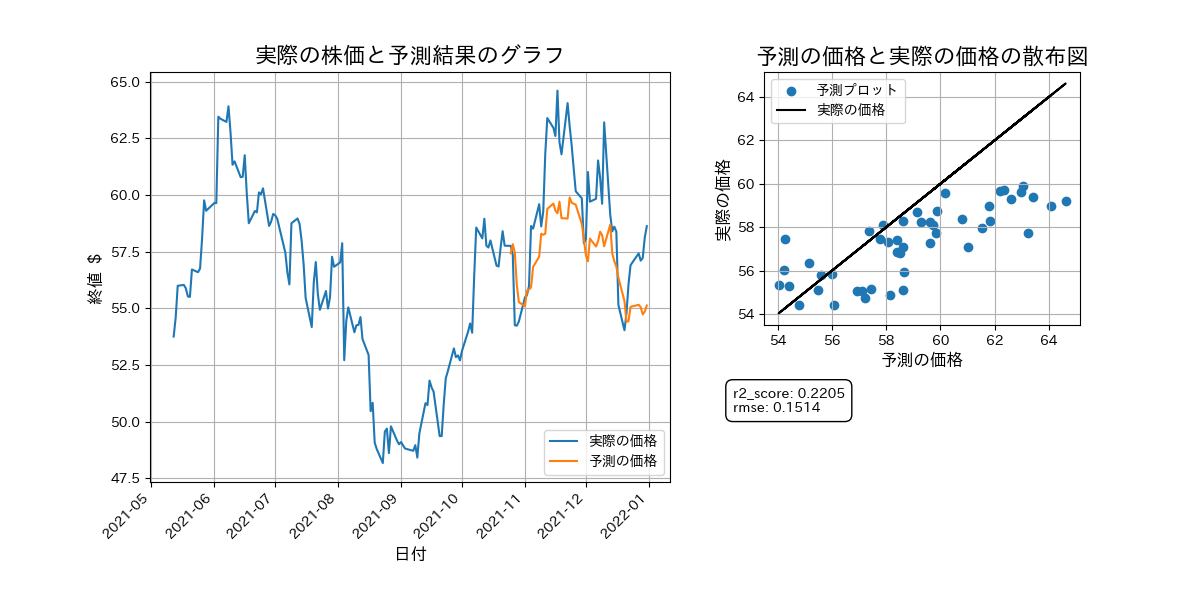 実際の株価と予測結果のグラフ
65.0
62.5
60.0
57.5
55.0
52.5
50.0
47.5
終値 $
2021-05
2021-06
2021-07
2021-08
2021-09
2021-10
2021-11
2021-12
2022-01
日付
実際の価格
予測の価格
予測の価格と実際の価格の散布図
予測プロット
実際の価格
64
62
60
58
56
54
実際の価格
54
56
58
60
62
64
予測の価格
r2_score: 0.2205
rmse: 0.1514